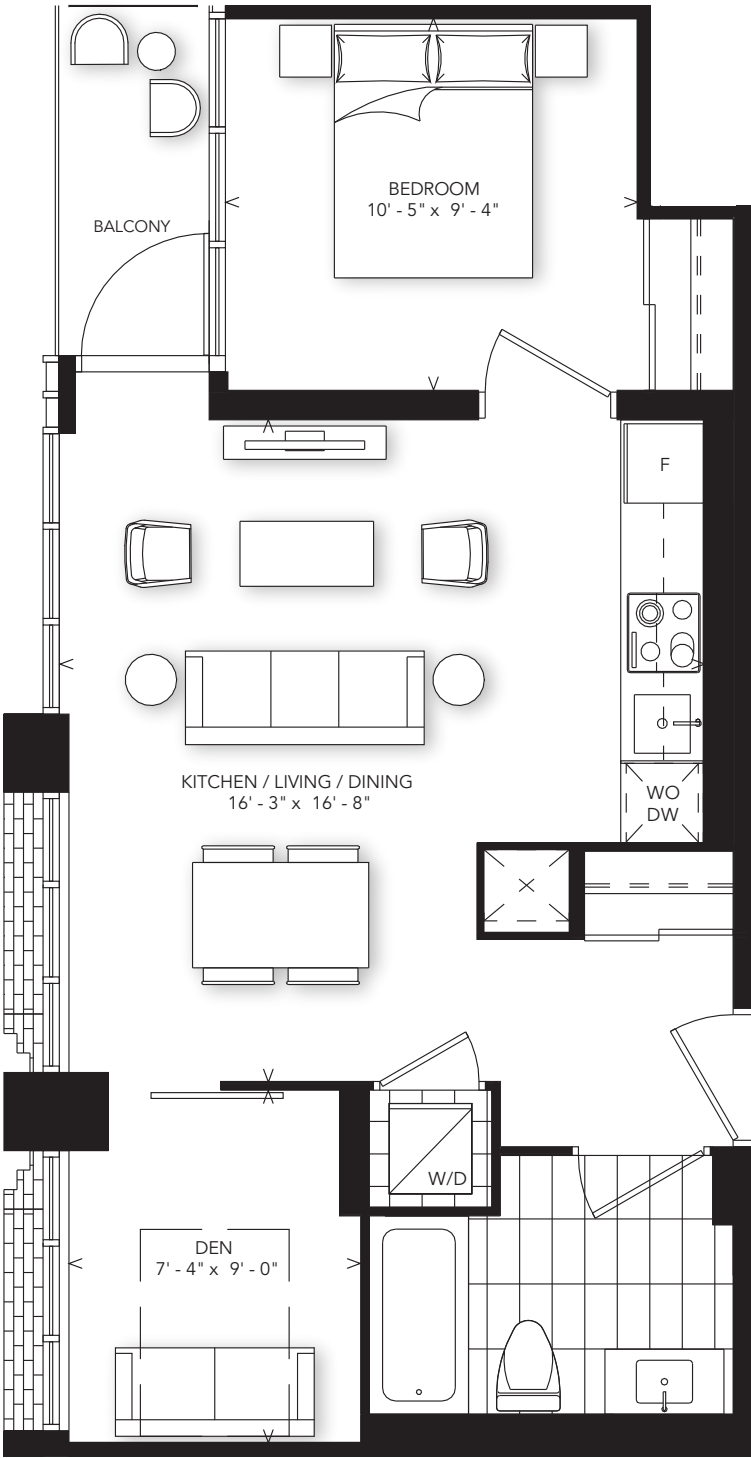 BEDROOM
10' - 5" x 9' - 4"
BALCONY
F
KITCHEN / LIVING / DINING
16' - 3" x 16' - 8"
WO
DW
W/D
DEN
7' - 4" x 9' - 0"